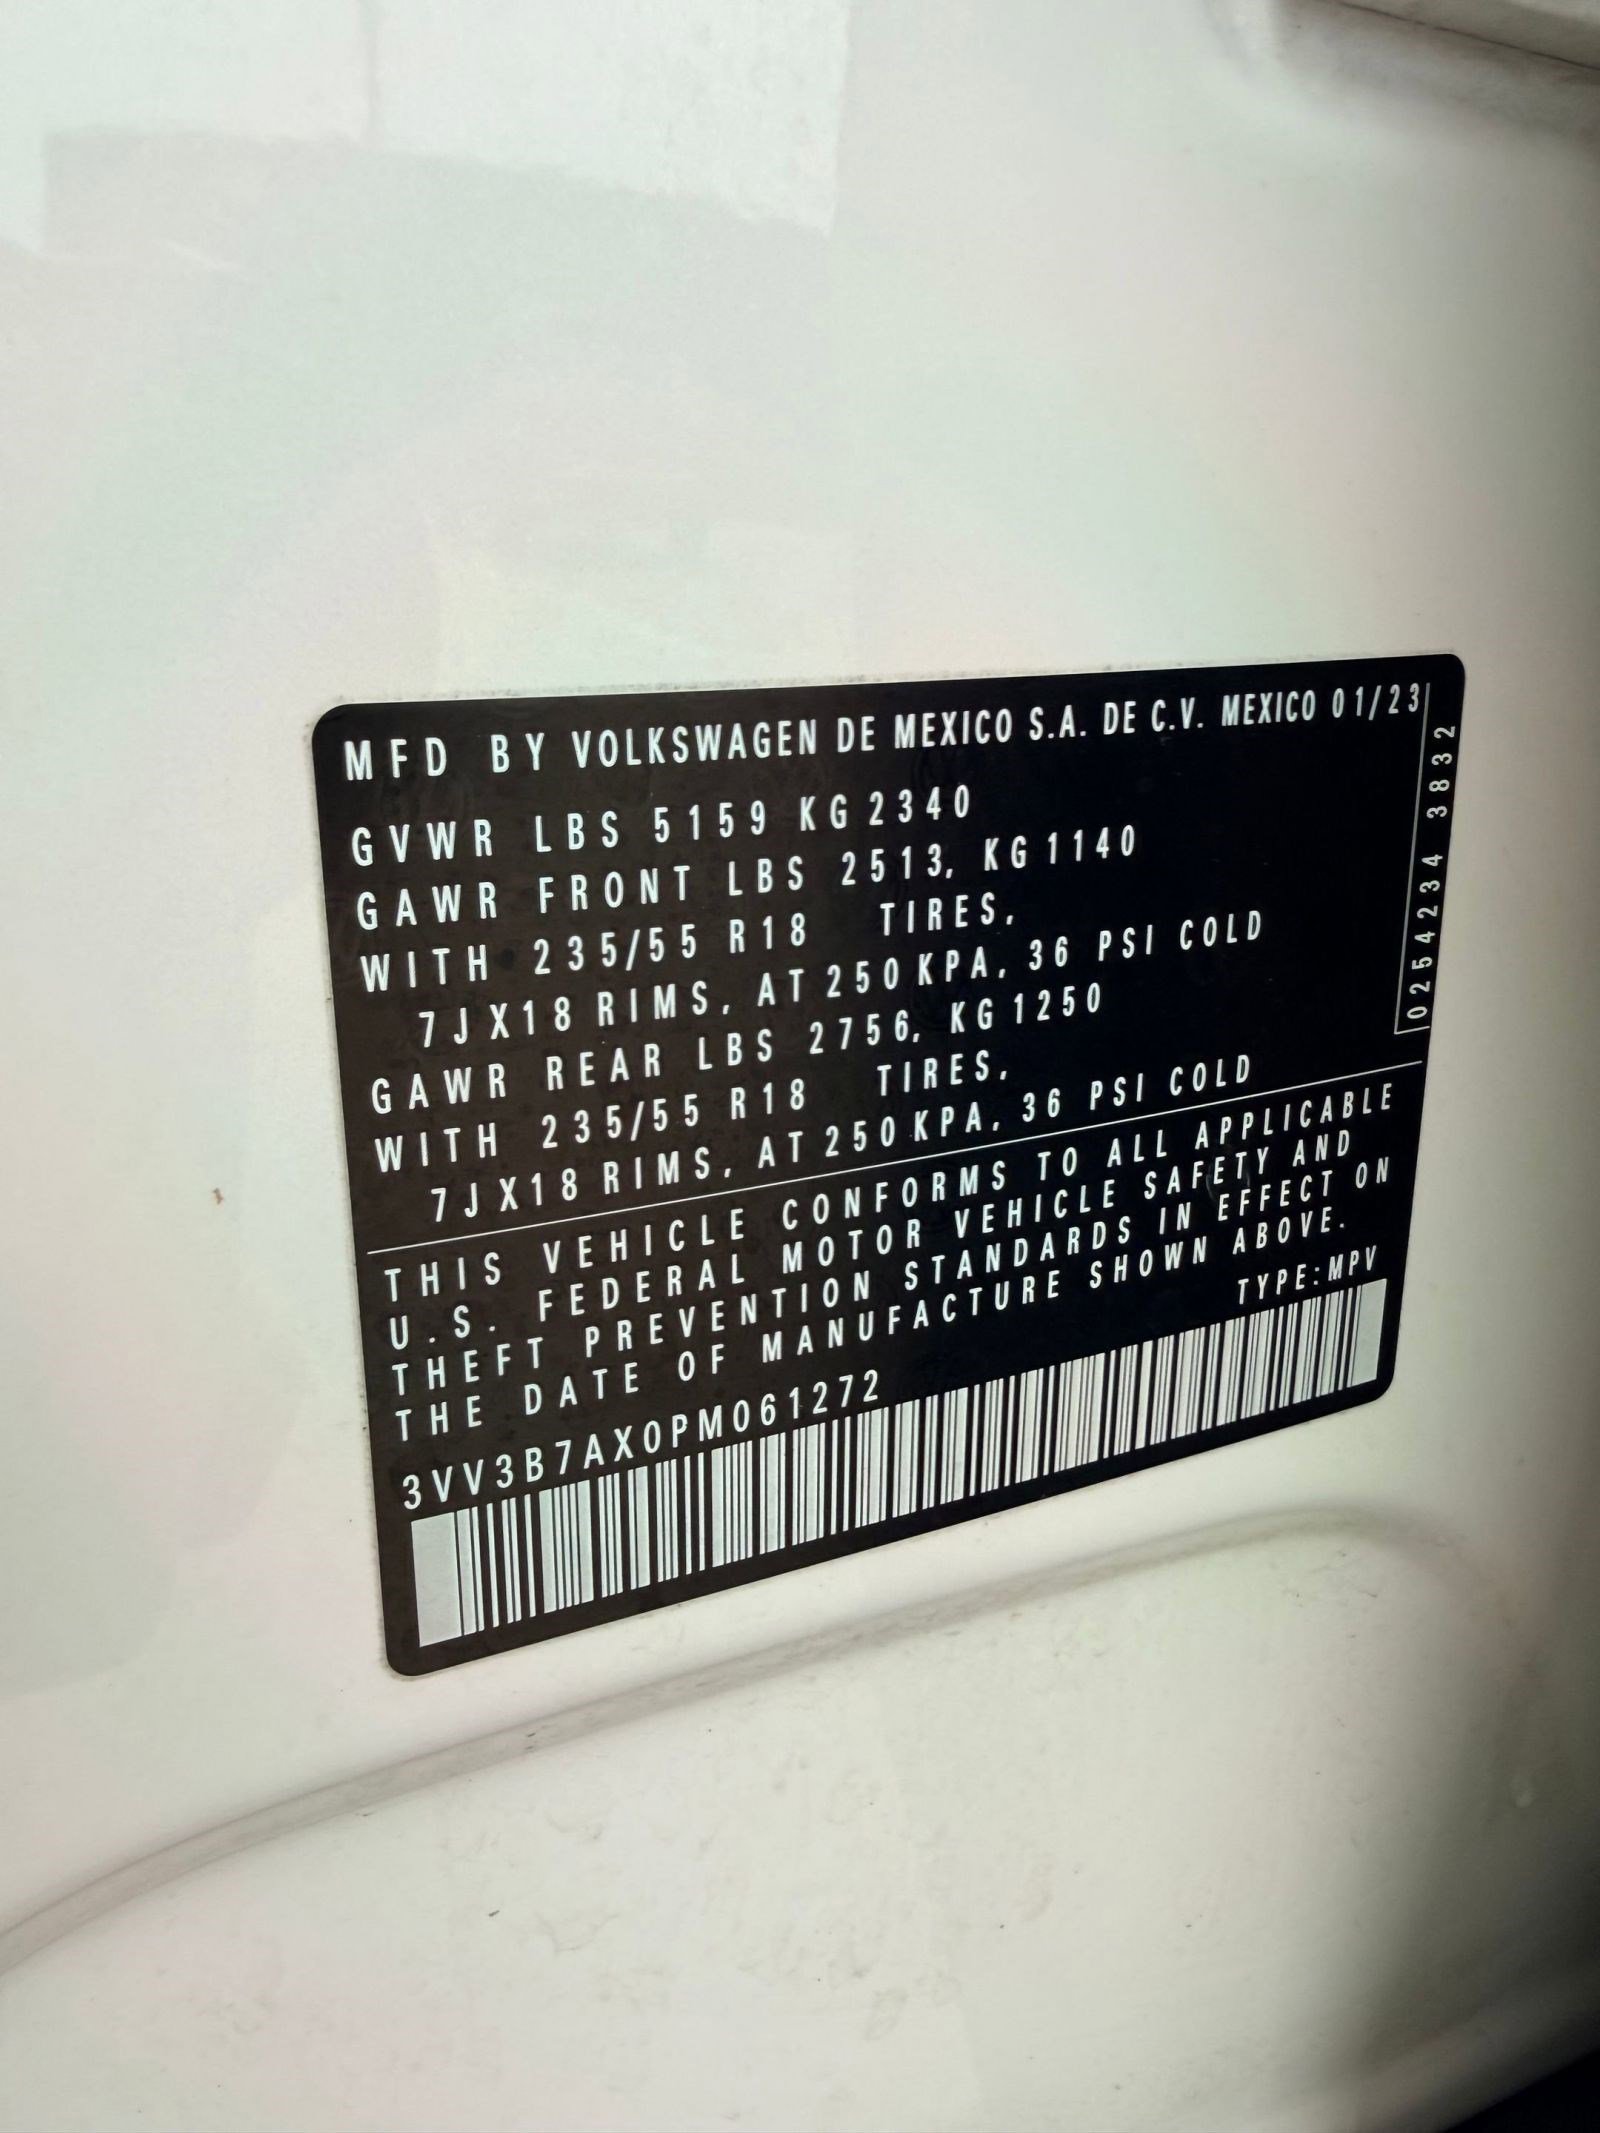 MFD BY VOLKSWAGEN DE MEXICO S.A. DE C.V. MEXICO 01/23
GVWR LBS 5159 KG 2340
GAWR FRONT LBS 2513, KG 1140
WITH 235/55 R18 TIRES,
7JX18 RIMS, AT 250 KPA, 36 PSI COLD
GAWR REAR LBS 2756, KG 1250
WITH 235/55 R18 TIRES,
7JX18 RIMS, AT 250 KPA, 36 PSI COLD
0254234 3832
THIS VEHICLE CONFORMS TO ALL APPLICABLE
U.S. FEDERAL MOTOR VEHICLE SAFETY AND
THEFT PREVENTION STANDARDS IN EFFECT ON
THE DATE OF MANUFACTURE SHOWN ABOVE.
3VV3B7AX0PM061272 TYPE:MPV